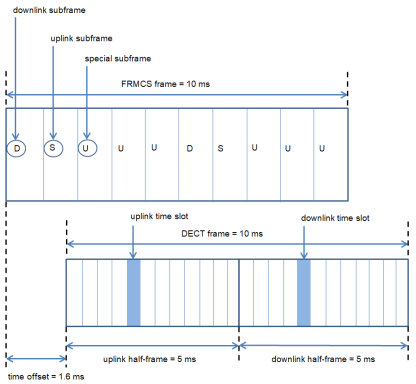 downlink subframe
uplink subframe
special subframe
FRMCS frame = 10 ms
D S U U U D S U U U
uplink time slot
downlink time slot
DECT frame = 10 ms
uplink half-frame = 5 ms
downlink half-frame = 5 ms
time offset = 1.6 ms